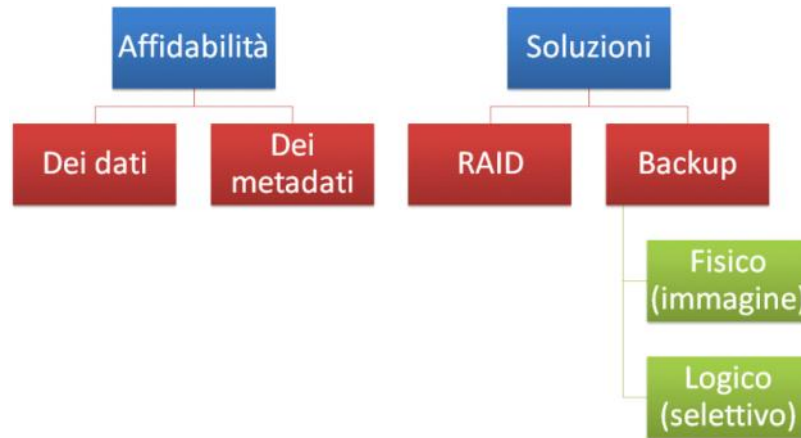 Affidabilità
Soluzioni
Dei dati
Dei
metadati
RAID
Backup
Fisico
(immagine)
Logico
(selettivo)